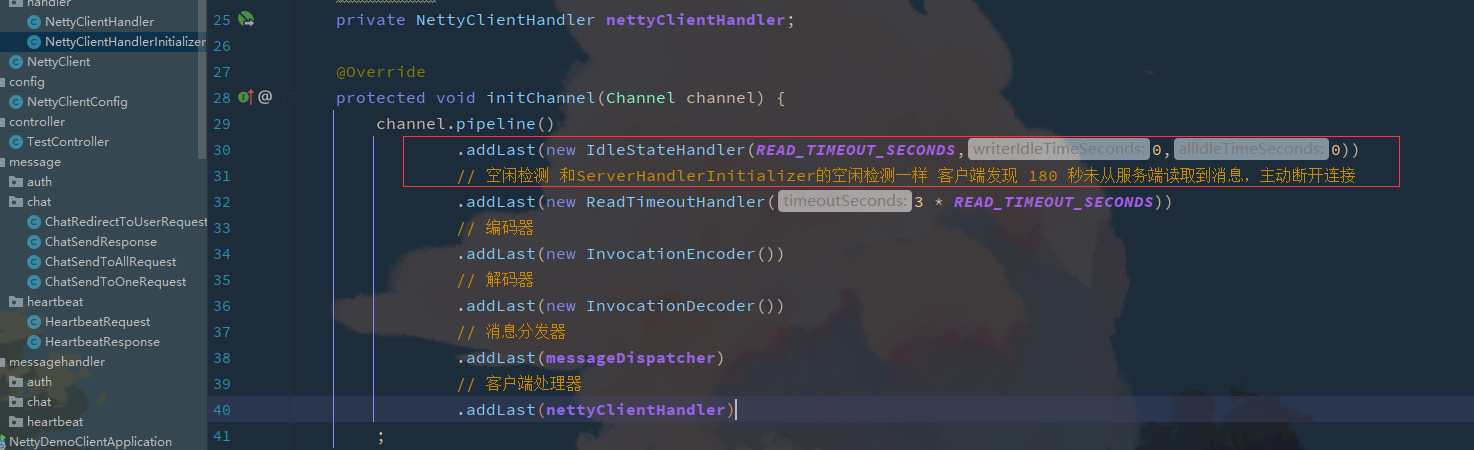 handler
NettyClientHandler
NettyClientHandlerInitializer
NettyClient
config
NettyClientConfig
controller
TestController
message
auth
chat
ChatRedirectToUserRequest
ChatSendResponse
ChatSendToAllRequest
ChatSendToOneRequest
heartbeat
HeartbeatRequest
HeartbeatResponse
messagehandler
auth
chat
heartbeat
NettyDemoClientApplication
25 private NettyClientHandler nettyClientHandler;
26
27 @Override
28 @ protected void initChannel(Channel channel) {
29 channel.pipeline()
30 .addLast(new IdleStateHandler(READ_TIMEOUT_SECONDS, writerIdleTimeSeconds: 0, allIdleTimeSeconds: 0))
31 // 空闲检测 和ServerHandlerInitializer的空闲检测一样 客户端发现 180 秒未从服务端读取到消息，主动断开连接
32 .addLast(new ReadTimeoutHandler( timeoutSeconds: 3 * READ_TIMEOUT_SECONDS))
33 // 编码器
34 .addLast(new InvocationEncoder())
35 // 解码器
36 .addLast(new InvocationDecoder())
37 // 消息分发器
38 .addLast(messageDispatcher)
39 // 客户端处理器
40 .addLast(nettyClientHandler)
41 ;